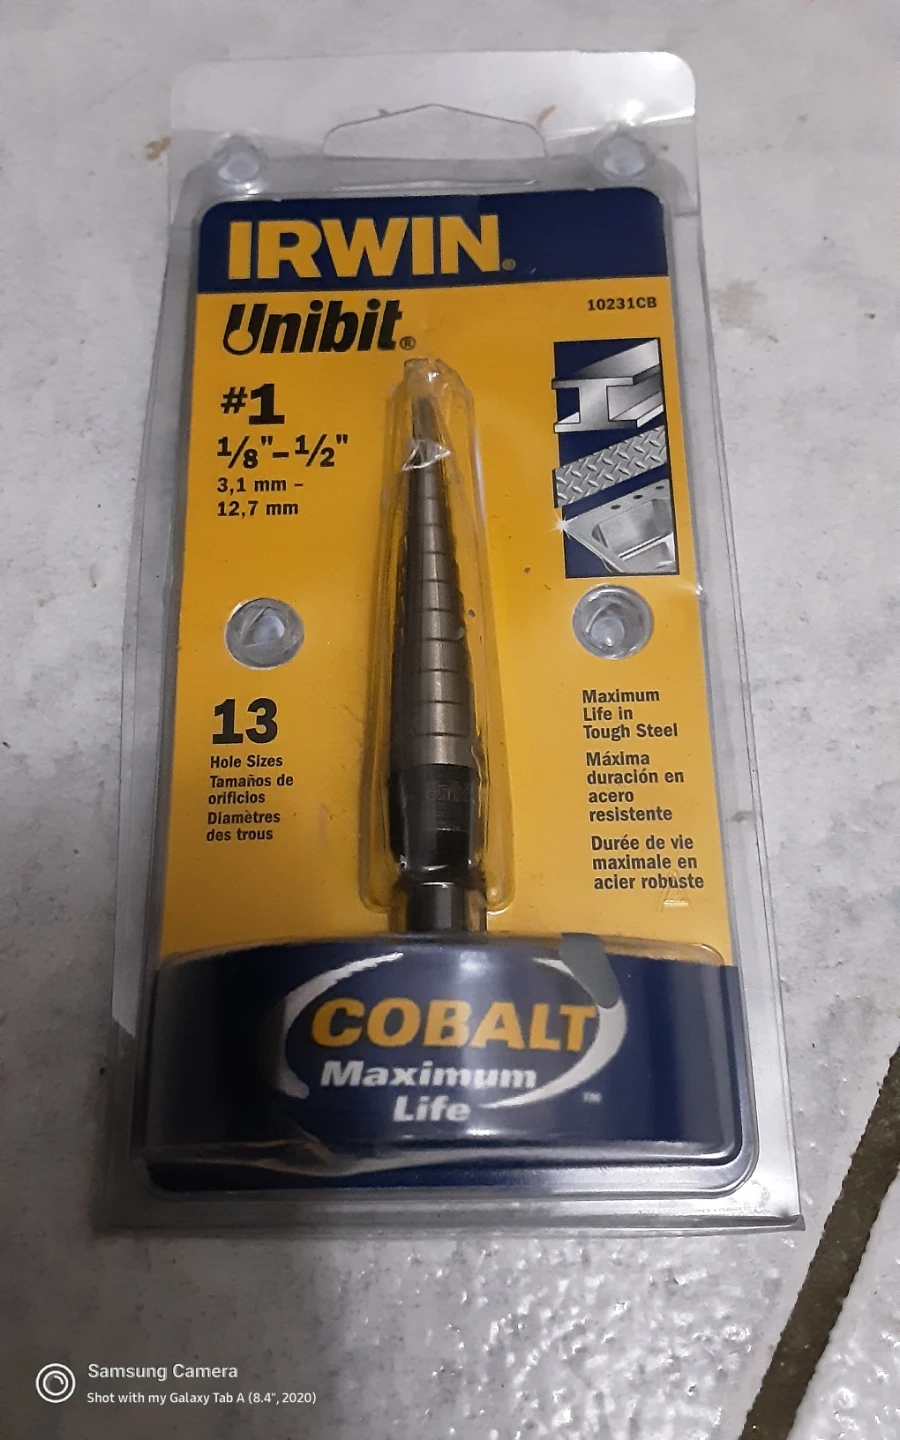 IRWIN®
Unibit®
10231CB
#1
1/8"–1/2"
3,1 mm –
12,7 mm
13
Hole Sizes
Tamaños de
orificios
Diamètres
des trous
Maximum
Life in
Tough Steel
Máxima
duración en
acero
resistente
Durée de vie
maximale en
acier robuste
COBALT
Maximum
Life™
Samsung Camera
Shot with my Galaxy Tab A (8.4", 2020)